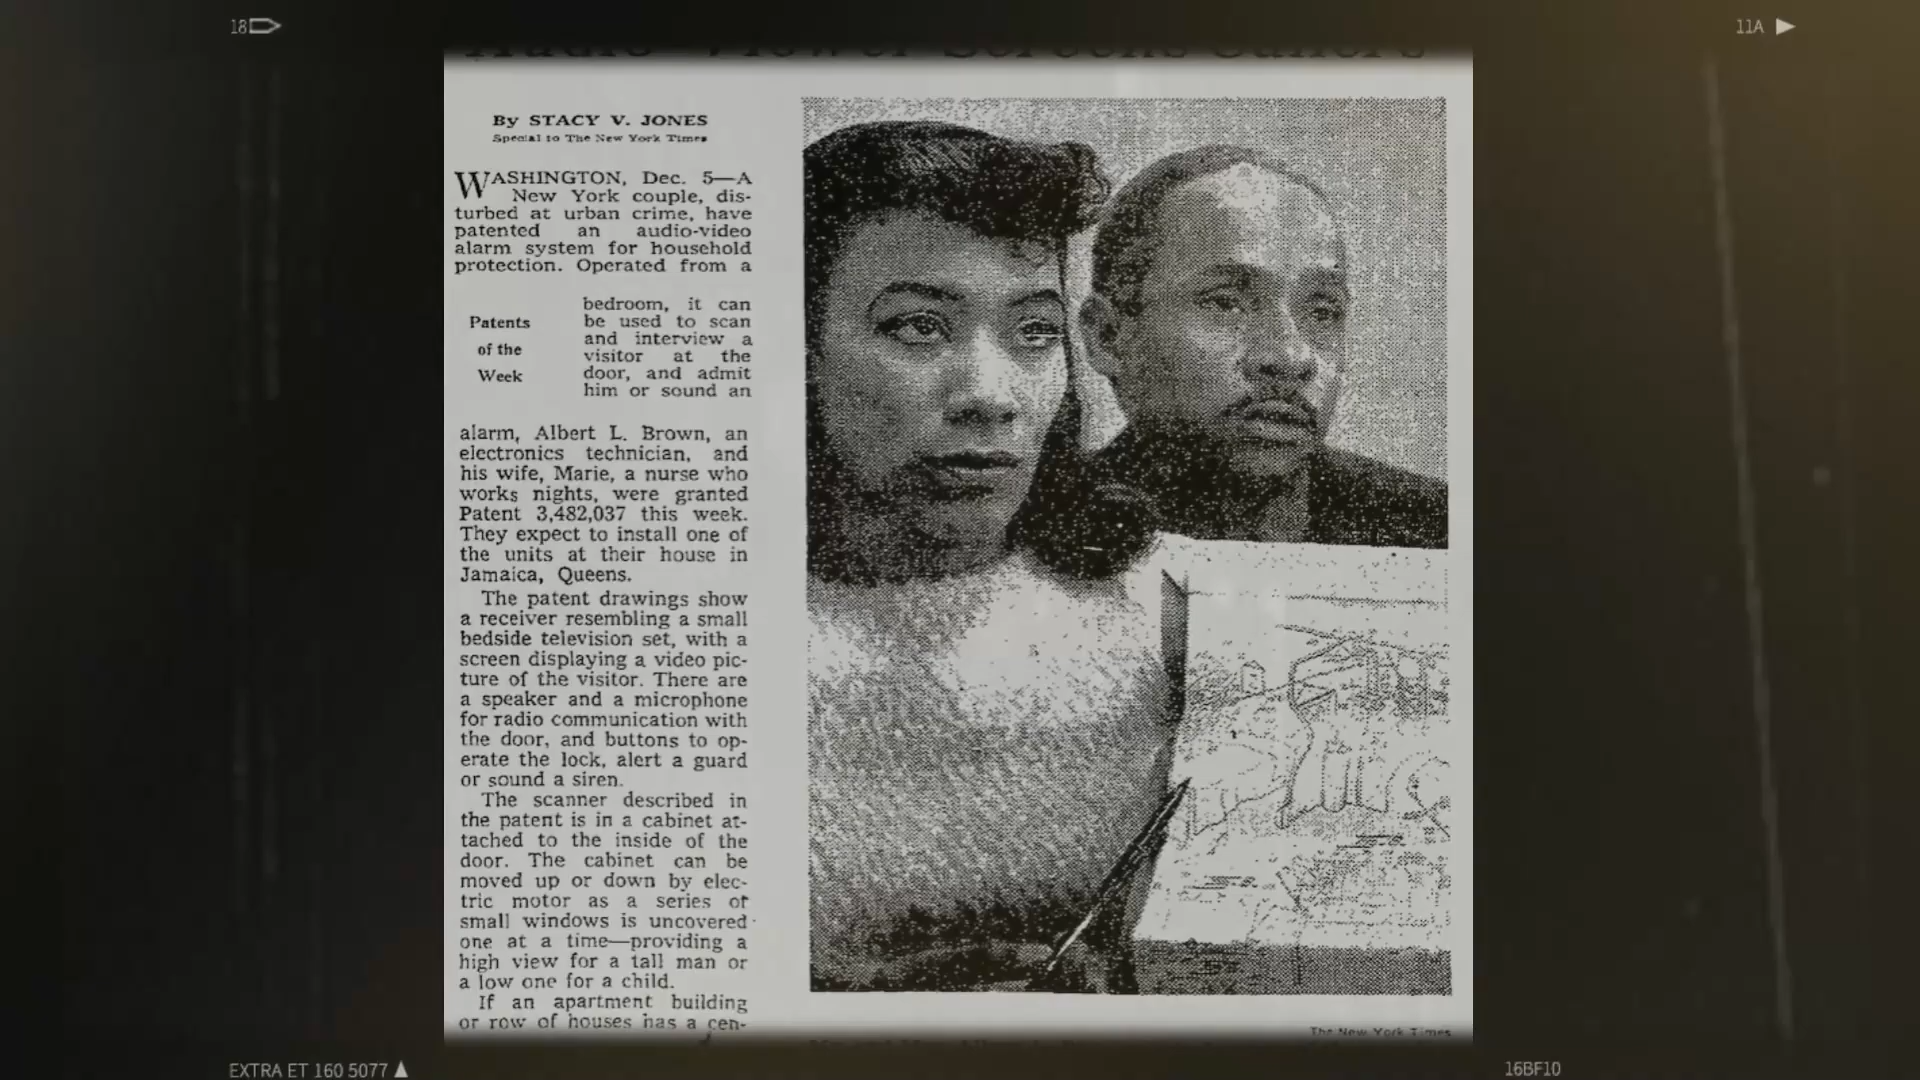 18
11A
By STACY V. JONES
Special to The New York Times
WASHINGTON, Dec. 5—A
New York couple, dis-
turbed at urban crime, have
patented an audio-video
alarm system for household
protection. Operated from a
Patents
of the
Week
bedroom, it can
be used to scan
and interview a
visitor at the
door, and admit
him or sound an
alarm, Albert L. Brown, an
electronics technician, and
his wife, Marie, a nurse who
works nights, were granted
Patent 3,482,037 this week.
They expect to install one of
the units at their house in
Jamaica, Queens.
The patent drawings show
a receiver resembling a small
bedside television set, with a
screen displaying a video pic-
ture of the visitor. There are
a speaker and a microphone
for radio communication with
the door, and buttons to op-
erate the lock, alert a guard
or sound a siren.
The scanner described in
the patent is in a cabinet at-
tached to the inside of the
door. The cabinet can be
moved up or down by elec-
tric motor as a series of
small windows is uncovered
one at a time—providing a
high view for a tall man or
a low one for a child.
If an apartment building
or row of houses has a cen-
The New York Times
EXTRA ET 160 5077
16BF10